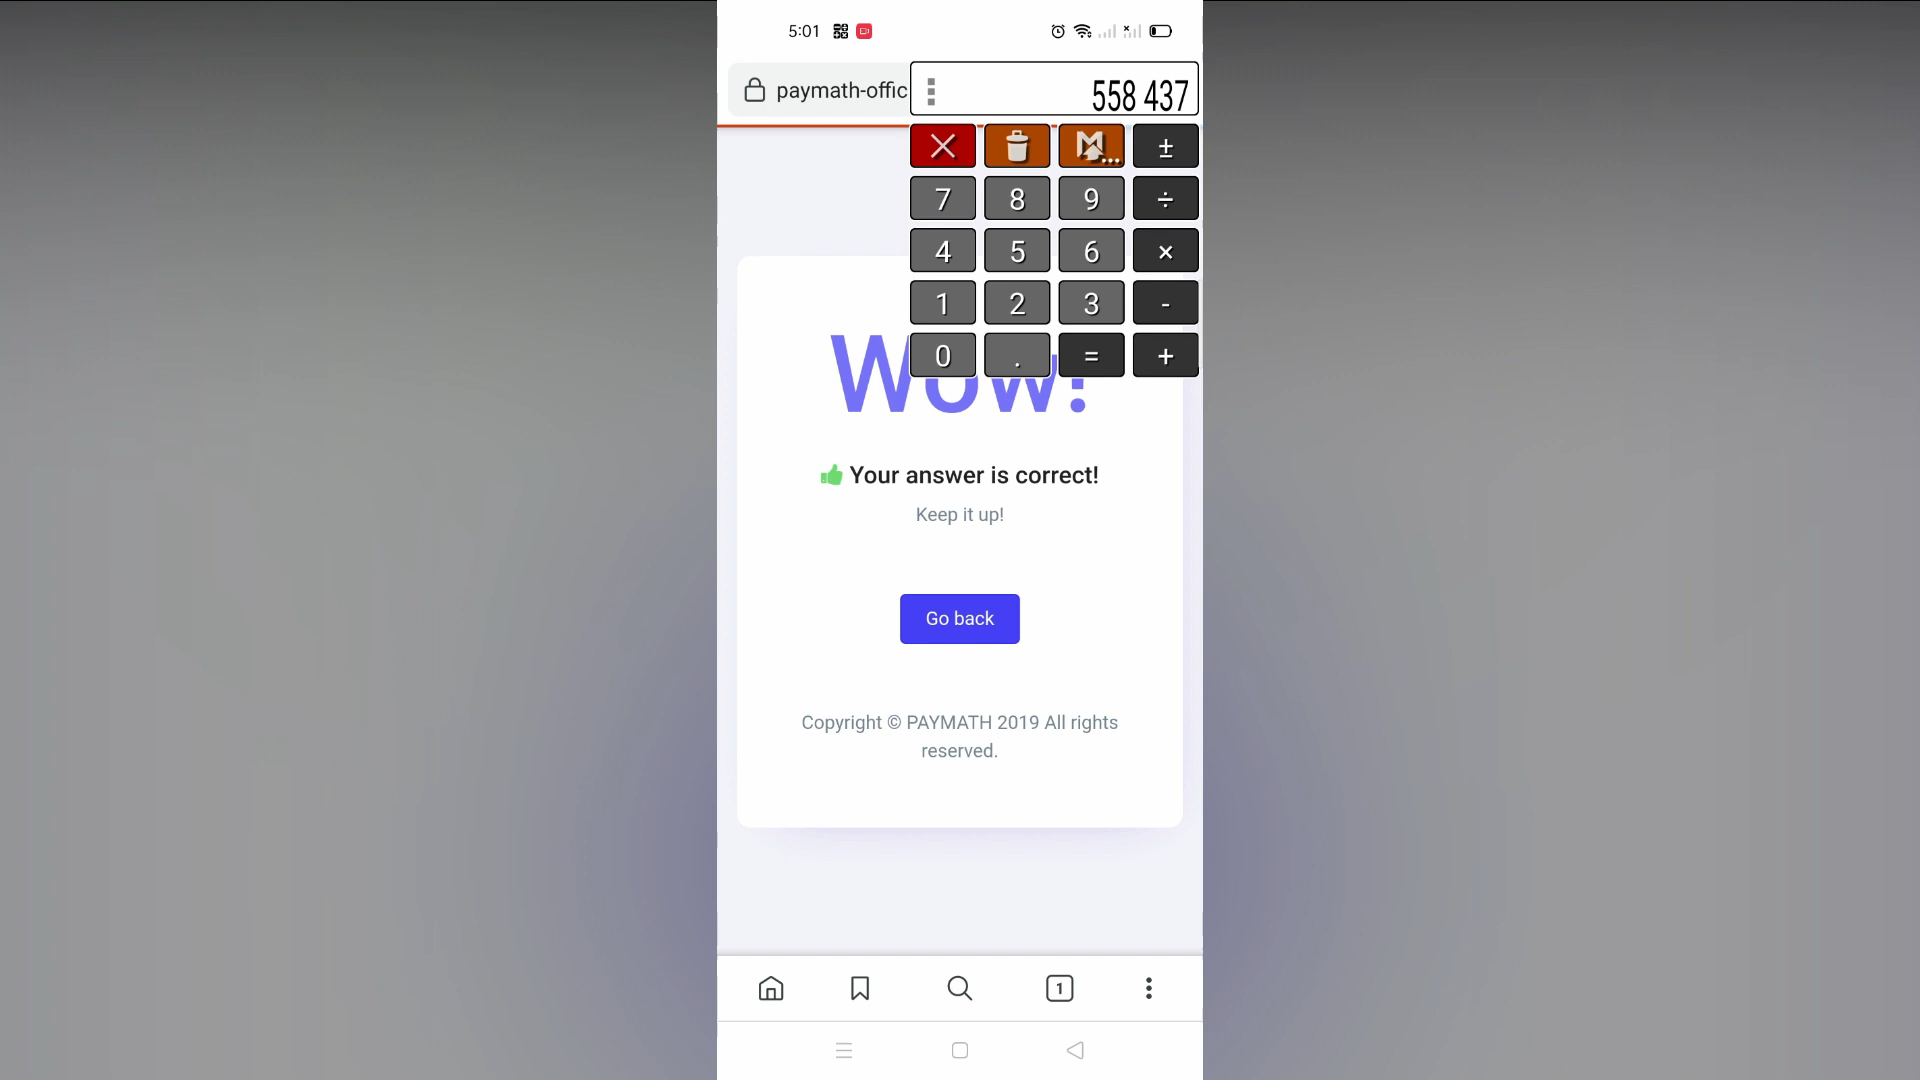 5:01
paymath-offic
558 437
±
7 8 9 ÷
4 5 6 ×
1 2 3 -
0 . = +
Wow!
Your answer is correct!
Keep it up!
Go back
Copyright © PAYMATH 2019 All rights
reserved.
1